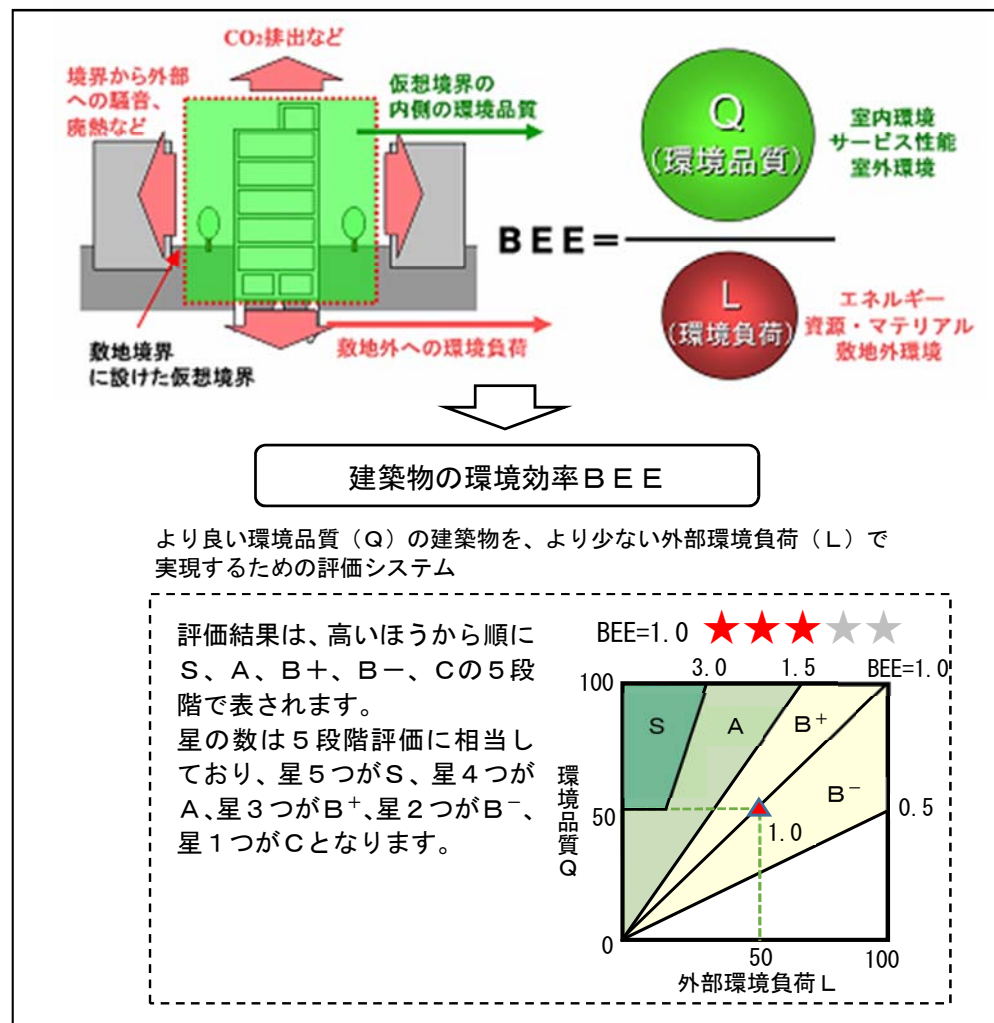 CO₂排出など
境界から外部
への騒音、
廃熱など
仮想境界の
内側の環境品質
Q
(環境品質)
室内環境
サービス性能
室外環境
BEE=
L
(環境負荷)
エネルギー
資源・マテリアル
敷地外環境
敷地外への環境負荷
敷地境界
に設けた仮想境界
建築物の環境効率BEE
より良い環境品質(Q)の建築物を、より少ない外部環境負荷(L)で
実現するための評価システム
評価結果は、高いほうから順に
S、A、B+、B−、Cの5段
階で表されます。
星の数は5段階評価に相当し
ており、星5つがS、星4つが
A、星3つがB⁺、星2つがB⁻、
星1つがCとなります。
BEE=1.0 ★★★★★
3.0 1.5 BEE=1.0
100
S A B⁺
B⁻
環境品質Q
50
1.0
0.5
0
50 100
外部環境負荷L